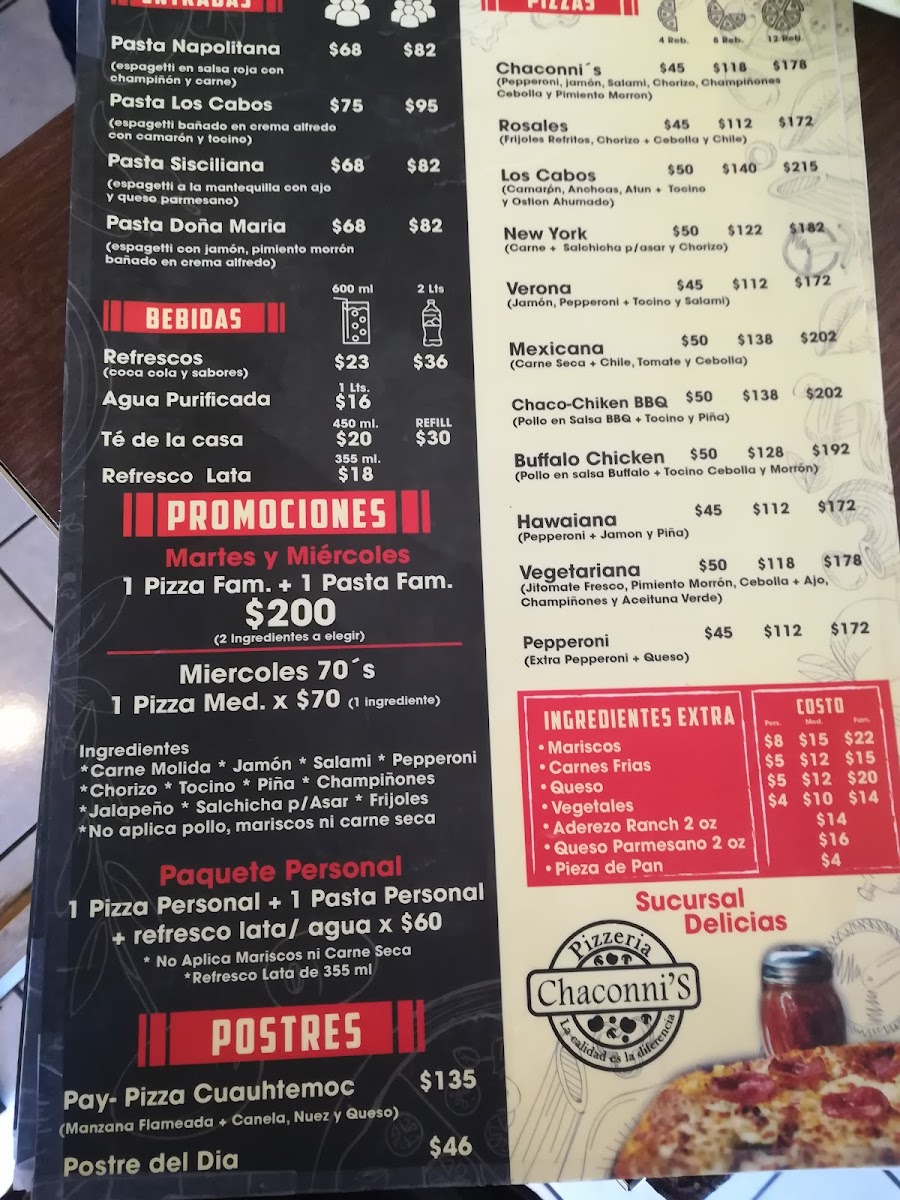 ENTRADAS
Pasta Napolitana $68 $82
(espagetti en salsa roja con
champiñón y carne)
Pasta Los Cabos $75 $95
(espagetti bañado en crema alfredo
con camarón y tocino)
Pasta Sisciliana $68 $82
(espagetti a la mantequilla con ajo
y queso parmesano)
Pasta Doña Maria $68 $82
(espagetti con jamón, pimiento morrón
bañado en crema alfredo)
BEBIDAS
600 ml 2 Lts
Refrescos $23 $36
(coca cola y sabores)
1 Lts.
Agua Purificada $16
450 ml. REFILL
Té de la casa $20 $30
355 ml.
Refresco Lata $18
PROMOCIONES
Martes y Miércoles
1 Pizza Fam. + 1 Pasta Fam.
$200
(2 Ingredientes a elegir)
Miercoles 70´s
1 Pizza Med. x $70 (1 ingrediente)
Ingredientes
*Carne Molida * Jamón * Salami * Pepperoni
*Chorizo * Tocino * Piña * Champiñones
*Jalapeño * Salchicha p/Asar * Frijoles
*No aplica pollo, mariscos ni carne seca
Paquete Personal
1 Pizza Personal + 1 Pasta Personal
+ refresco lata/ agua x $60
* No Aplica Mariscos ni Carne Seca
*Refresco Lata de 355 ml
POSTRES
Pay- Pizza Cuauhtemoc $135
(Manzana Flameada + Canela, Nuez y Queso)
Postre del Dia $46
PIZZAS
4 Reb. 8 Reb. 12 Reb.
Chaconni´s $45 $118 $178
(Pepperoni, jamón, Salami, Chorizo, Champiñones
Cebolla y Pimiento Morron)
Rosales $45 $112 $172
(Frijoles Refritos, Chorizo + Cebolla y Chile)
Los Cabos $50 $140 $215
(Camarón, Anchoas, Atun + Tocino
y Ostion Ahumado)
New York $50 $122 $182
(Carne + Salchicha p/asar y Chorizo)
Verona $45 $112 $172
(Jamón, Pepperoni + Tocino y Salami)
Mexicana $50 $138 $202
(Carne Seca + Chile, Tomate y Cebolla)
Chaco-Chiken BBQ $50 $138 $202
(Pollo en Salsa BBQ + Tocino y Piña)
Buffalo Chicken $50 $128 $192
(Pollo en salsa Buffalo + Tocino Cebolla y Morrón)
Hawaiana $45 $112 $172
(Pepperoni + Jamon y Piña)
Vegetariana $50 $118 $178
(Jitomate Fresco, Pimiento Morrón, Cebolla + Ajo,
Champiñones y Aceituna Verde)
Pepperoni $45 $112 $172
(Extra Pepperoni + Queso)
INGREDIENTES EXTRA COSTO
Pers. Med. Fam.
• Mariscos $8 $15 $22
• Carnes Frias $5 $12 $15
• Queso $5 $12 $20
• Vegetales $4 $10 $14
• Aderezo Ranch 2 oz $14
• Queso Parmesano 2 oz $16
• Pieza de Pan $4
Sucursal
Delicias
Pizzeria
Chaconni'S
La calidad es la diferencia